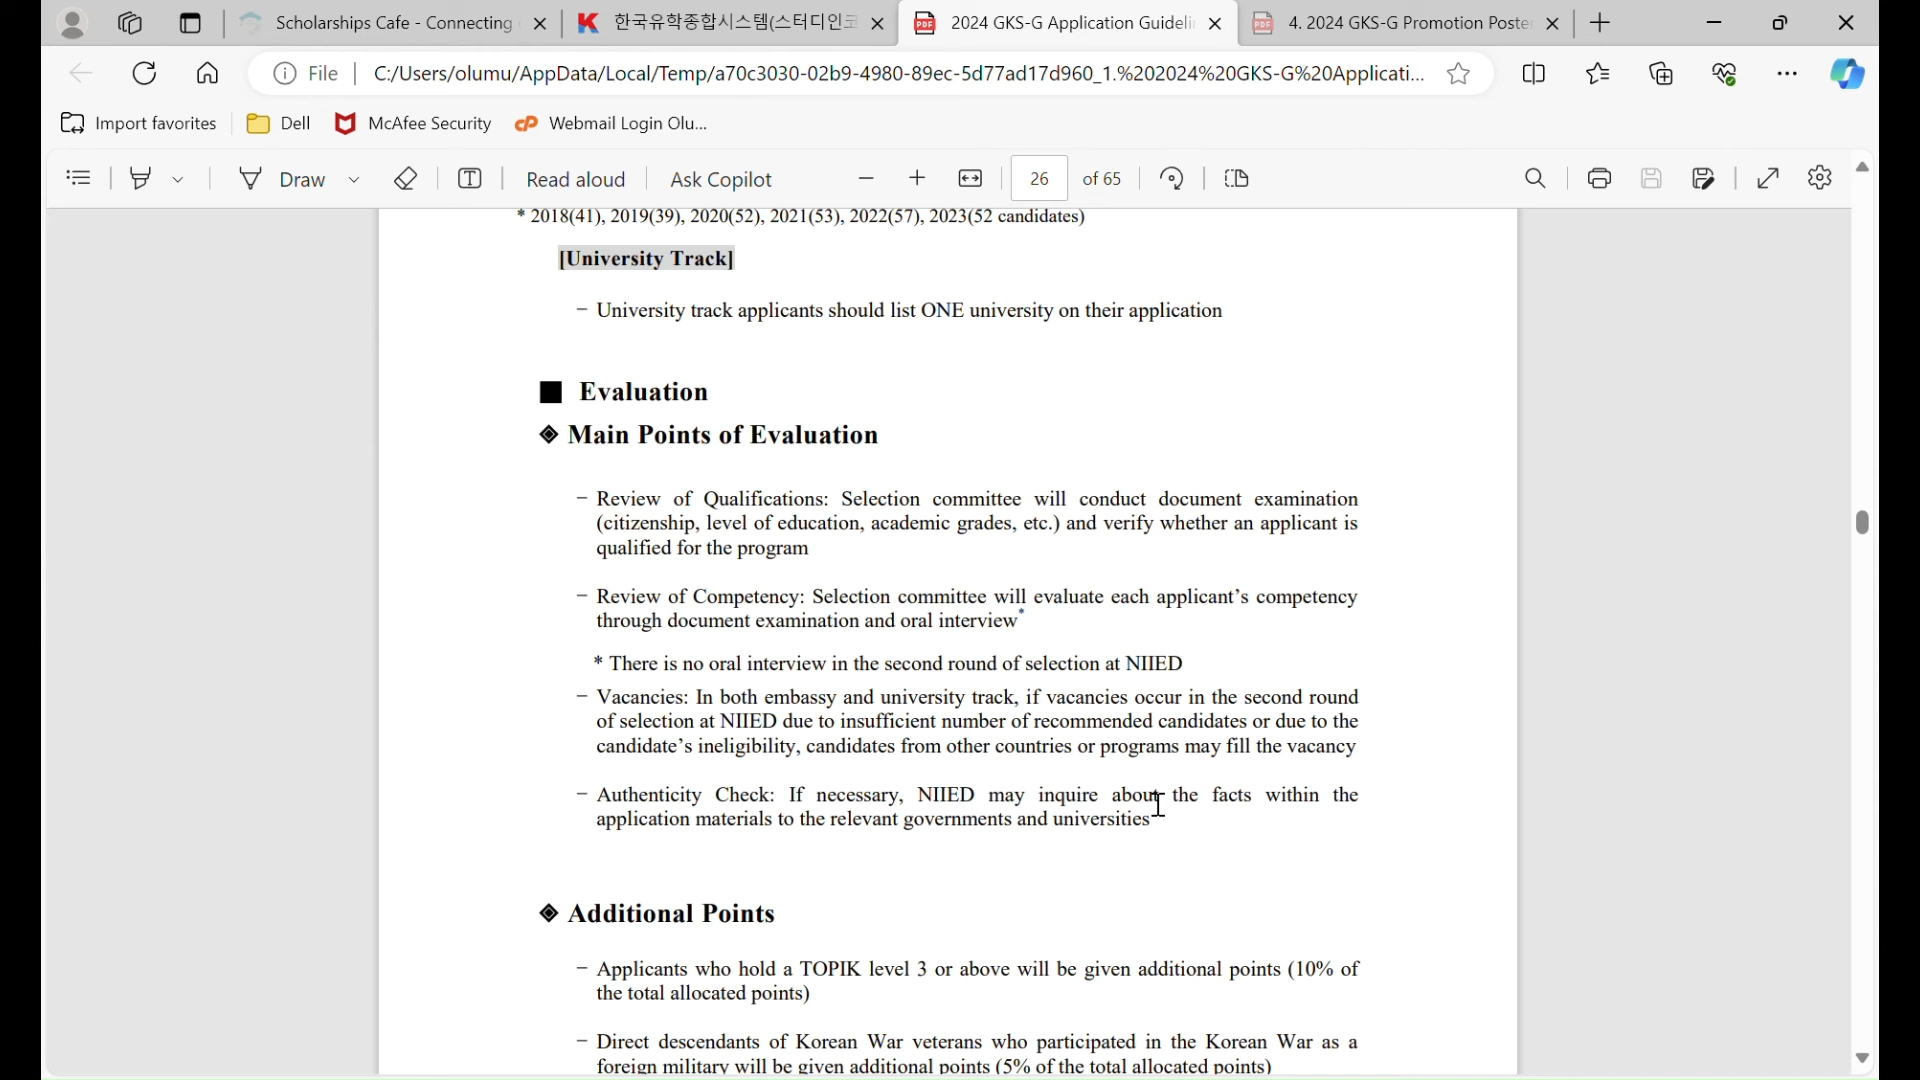 Scholarships Cafe - Connecting
한국유학종합시스템(스터디인코
2024 GKS-G Application Guideli
4. 2024 GKS-G Promotion Poste
File
C:/Users/olumu/AppData/Local/Temp/a70c3030-02b9-4980-89ec-5d77ad17d960_1.%202024%20GKS-G%20Applicati...
Import favorites
Dell
McAfee Security
cP Webmail Login Olu...
Draw
Read aloud
Ask Copilot
26 of 65
* 2018(41), 2019(39), 2020(52), 2021(53), 2022(57), 2023(52 candidates)
[University Track]
- University track applicants should list ONE university on their application
■ Evaluation
◈ Main Points of Evaluation
- Review of Qualifications: Selection committee will conduct document examination
(citizenship, level of education, academic grades, etc.) and verify whether an applicant is
qualified for the program
- Review of Competency: Selection committee will evaluate each applicant's competency
through document examination and oral interview*
* There is no oral interview in the second round of selection at NIIED
- Vacancies: In both embassy and university track, if vacancies occur in the second round
of selection at NIIED due to insufficient number of recommended candidates or due to the
candidate's ineligibility, candidates from other countries or programs may fill the vacancy
- Authenticity Check: If necessary, NIIED may inquire about the facts within the
application materials to the relevant governments and universities
◈ Additional Points
- Applicants who hold a TOPIK level 3 or above will be given additional points (10% of
the total allocated points)
- Direct descendants of Korean War veterans who participated in the Korean War as a
foreign military will be given additional points (5% of the total allocated points)